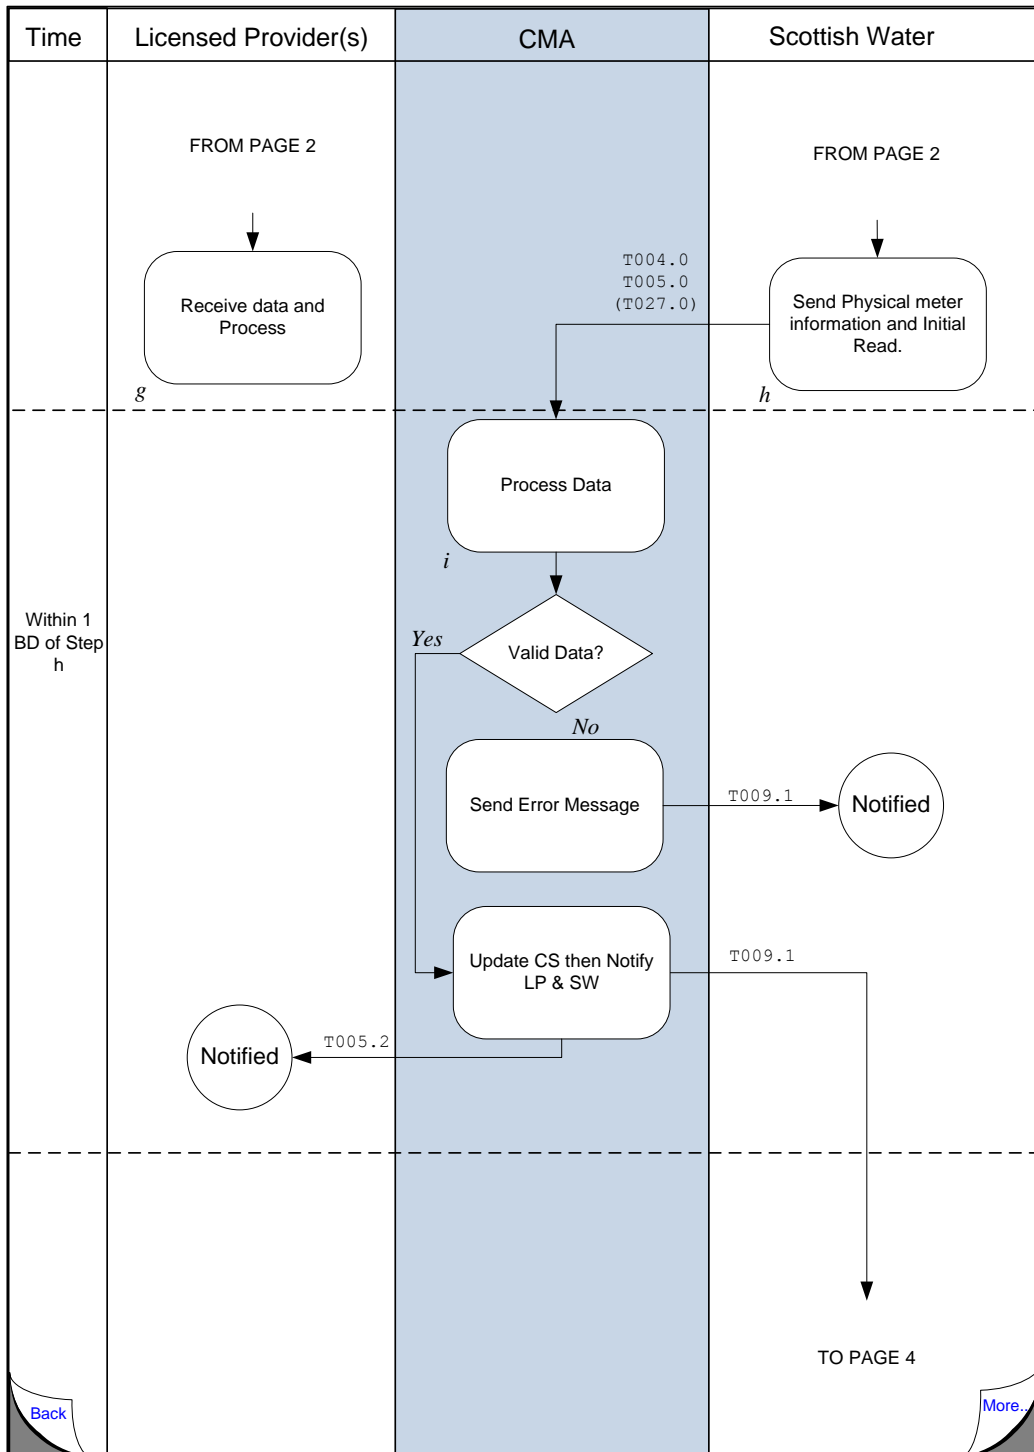 Time
Licensed Provider(s)
CMA
Scottish Water
FROM PAGE 2
FROM PAGE 2
T004.0
T005.0
(T027.0)
Receive data and
Process
Send Physical meter
information and Initial
Read.
g
h
Process Data
i
Within 1
BD of Step
h
Yes
Valid Data?
No
Send Error Message
T009.1
Notified
Update CS then Notify
LP & SW
T009.1
Notified
T005.2
TO PAGE 4
Back
More..